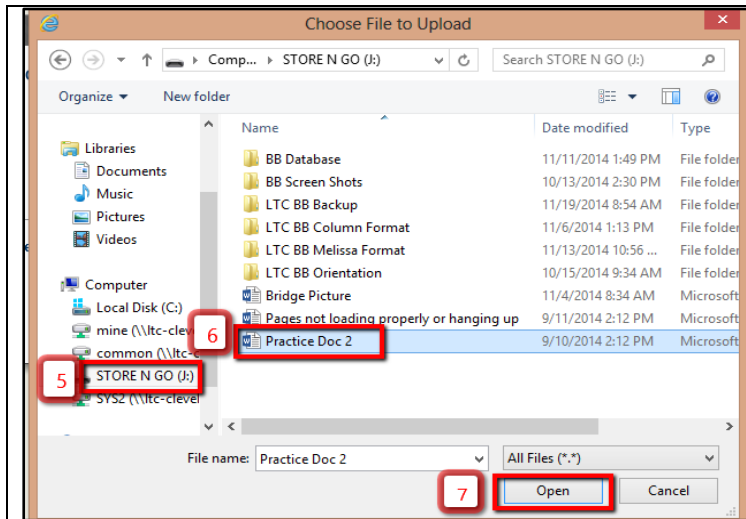 Choose File to Upload
Comp... STORE N GO (J:) Search STORE N GO (J:)
Organize New folder
Name Date modified Type
Libraries
Documents
Music
Pictures
Videos
Computer
Local Disk (C:)
mine (\\ltc-clev
common (\\ltc-c
STORE N GO (J:)
SYS2 (\\ltc-clevel
BB Database 11/11/2014 1:49 PM File folder
BB Screen Shots 10/13/2014 2:30 PM File folder
LTC BB Backup 11/19/2014 8:54 AM File folder
LTC BB Column Format 11/6/2014 1:13 PM File folder
LTC BB Melissa Format 11/13/2014 10:56 ... File folder
LTC BB Orientation 10/15/2014 9:34 AM File folder
Bridge Picture 11/4/2014 8:34 AM Microsoft
Pages not loading properly or hanging up 9/11/2014 2:12 PM Microsoft
Practice Doc 2 9/10/2014 2:12 PM Microsoft
5
6
File name: Practice Doc 2 All Files (*.*)
7 Open Cancel